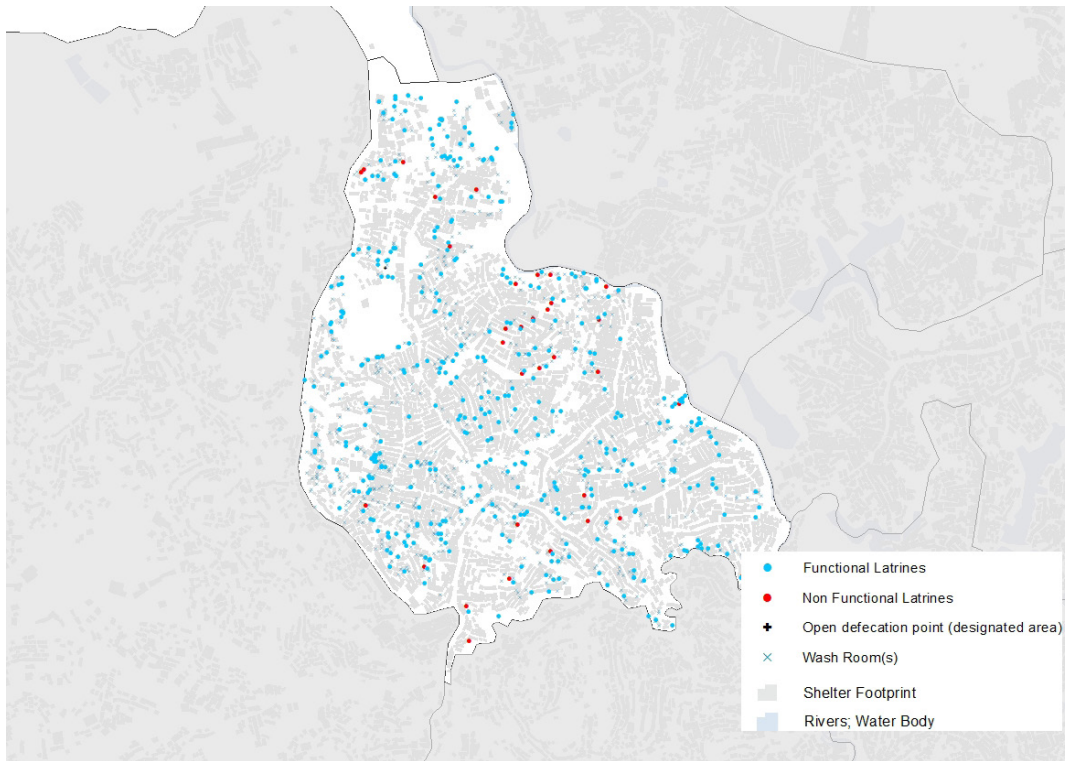 Functional Latrines
Non Functional Latrines
Open defecation point (designated area)
Wash Room(s)
Shelter Footprint
Rivers; Water Body